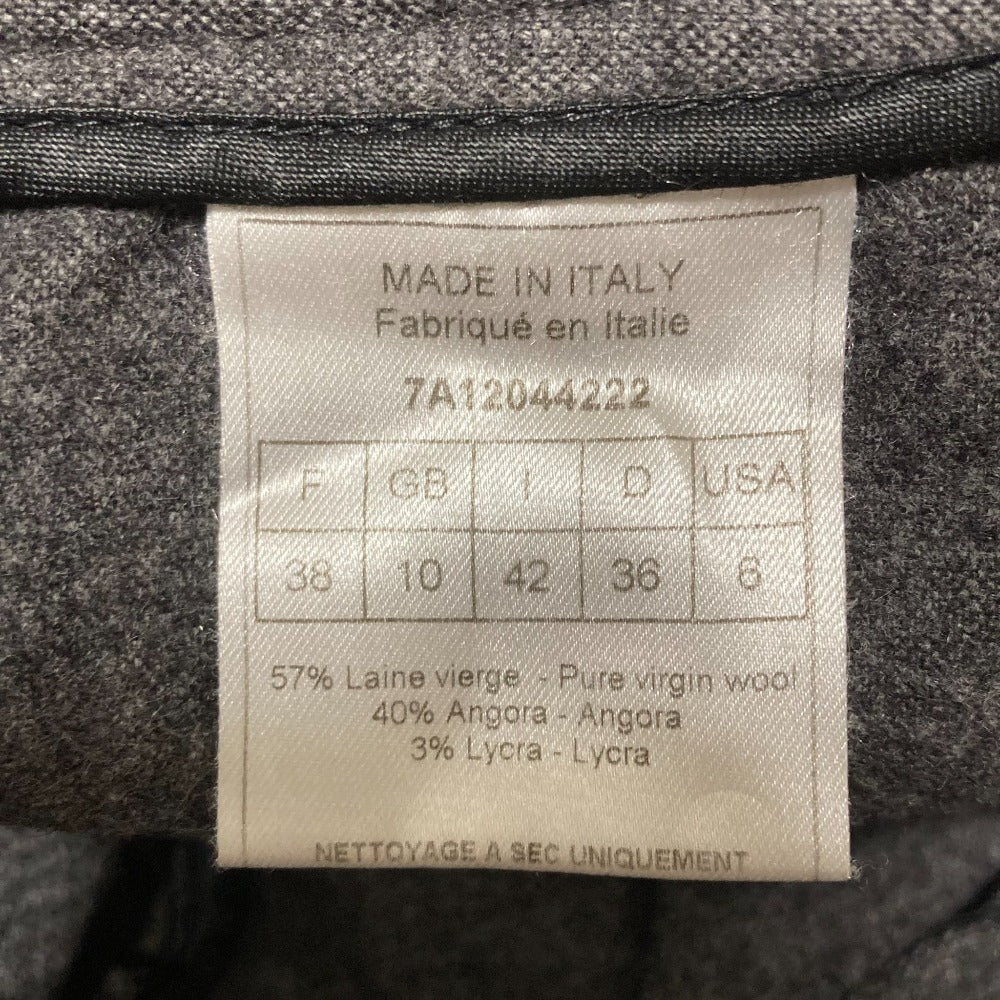 MADE IN ITALY
Fabriqué en Italie
7A12044222
F GB I D USA
38 10 42 36 6
57% Laine vierge - Pure virgin wool
40% Angora - Angora
3% Lycra - Lycra
NETTOYAGE A SEC UNIQUEMENT